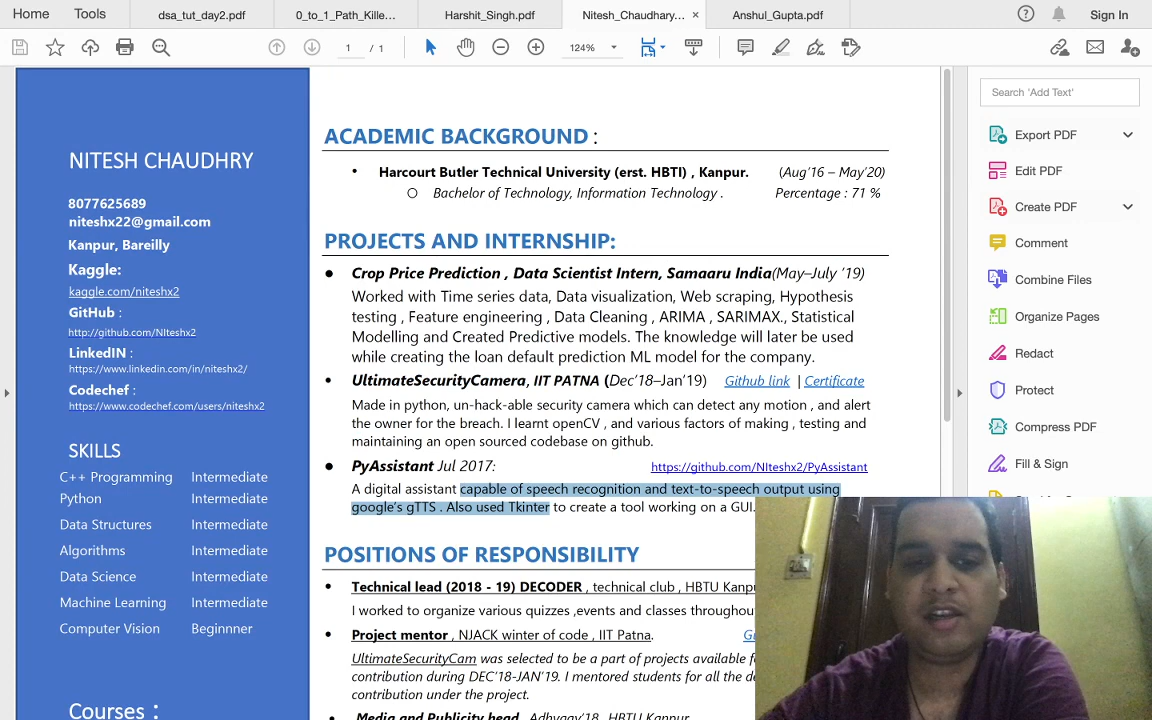 Home Tools dsa_tut_day2.pdf 0_to_1_Path_Kille... Harshit_Singh.pdf Nitesh_Chaudhary... × Anshul_Gupta.pdf ? Sign In
1 / 1 124%
Search 'Add Text'
Export PDF
Edit PDF
Create PDF
Comment
Combine Files
Organize Pages
Redact
Protect
Compress PDF
Fill & Sign
NITESH CHAUDHRY
8077625689
niteshx22@gmail.com
Kanpur, Bareilly
Kaggle:
kaggle.com/niteshx2
GitHub :
http://github.com/NIteshx2
LinkedIN :
https://www.linkedin.com/in/niteshx2/
Codechef :
https://www.codechef.com/users/niteshx2
SKILLS
C++ Programming Intermediate
Python Intermediate
Data Structures Intermediate
Algorithms Intermediate
Data Science Intermediate
Machine Learning Intermediate
Computer Vision Beginnner
Courses :
ACADEMIC BACKGROUND :
• Harcourt Butler Technical University (erst. HBTI) , Kanpur. (Aug'16 – May'20)
○ Bachelor of Technology, Information Technology . Percentage : 71 %
PROJECTS AND INTERNSHIP:
● Crop Price Prediction , Data Scientist Intern, Samaaru India(May–July '19)
Worked with Time series data, Data visualization, Web scraping, Hypothesis
testing , Feature engineering , Data Cleaning , ARIMA , SARIMAX., Statistical
Modelling and Created Predictive models. The knowledge will later be used
while creating the loan default prediction ML model for the company.
• UltimateSecurityCamera, IIT PATNA (Dec'18–Jan'19) Github link | Certificate
Made in python, un-hack-able security camera which can detect any motion , and alert
the owner for the breach. I learnt openCV , and various factors of making , testing and
maintaining an open sourced codebase on github.
● PyAssistant Jul 2017: https://github.com/NIteshx2/PyAssistant
A digital assistant capable of speech recognition and text-to-speech output using
google's gTTS . Also used Tkinter to create a tool working on a GUI.
POSITIONS OF RESPONSIBILITY
• Technical lead (2018 - 19) DECODER , technical club , HBTU Kanpu
I worked to organize various quizzes ,events and classes throughou
• Project mentor , NJACK winter of code , IIT Patna.
UltimateSecurityCam was selected to be a part of projects available f
contribution during DEC'18-JAN'19. I mentored students for all the d
contribution under the project.
• Media and Publicity head , Adhyay'18 , HBTU Kanpur